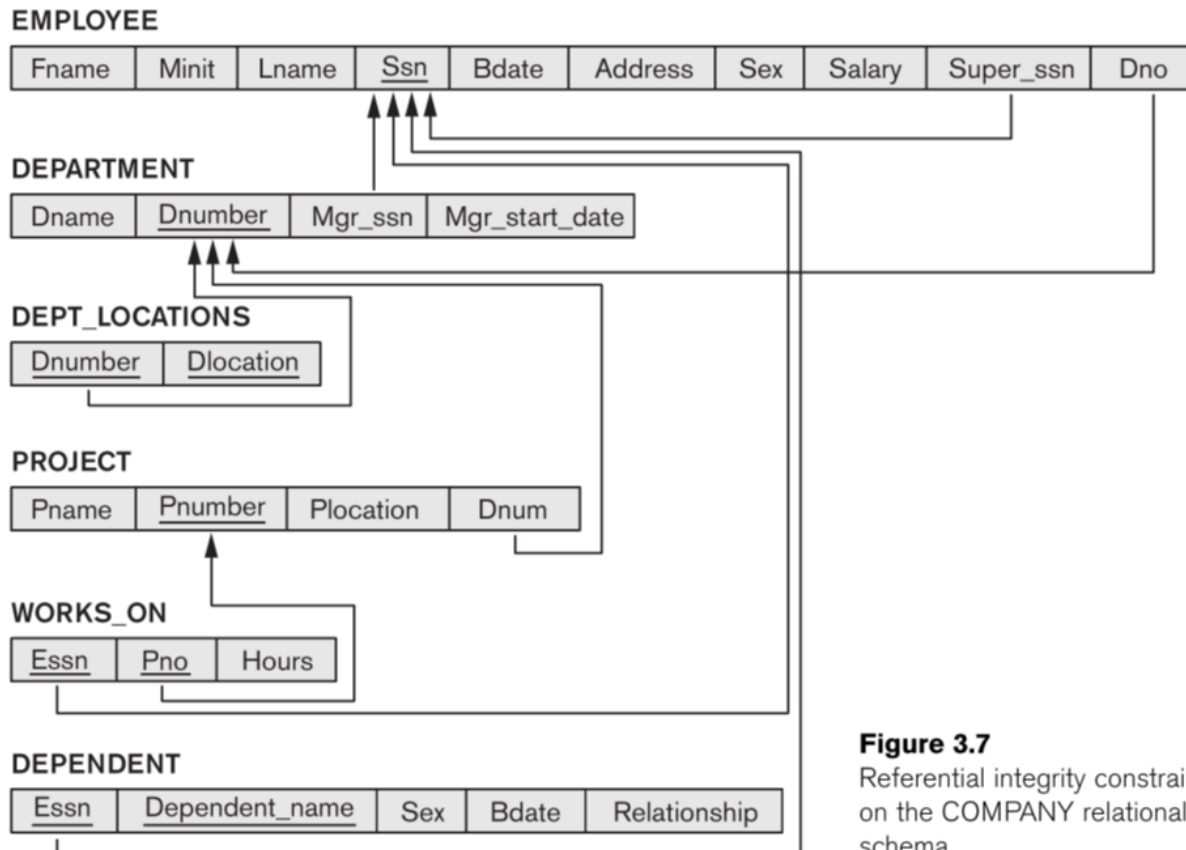 EMPLOYEE
Fname Minit Lname Ssn Bdate Address Sex Salary Super_ssn Dno
DEPARTMENT
Dname Dnumber Mgr_ssn Mgr_start_date
DEPT_LOCATIONS
Dnumber Dlocation
PROJECT
Pname Pnumber Plocation Dnum
WORKS_ON
Essn Pno Hours
DEPENDENT
Essn Dependent_name Sex Bdate Relationship
Figure 3.7
Referential integrity constrai
on the COMPANY relational
schema